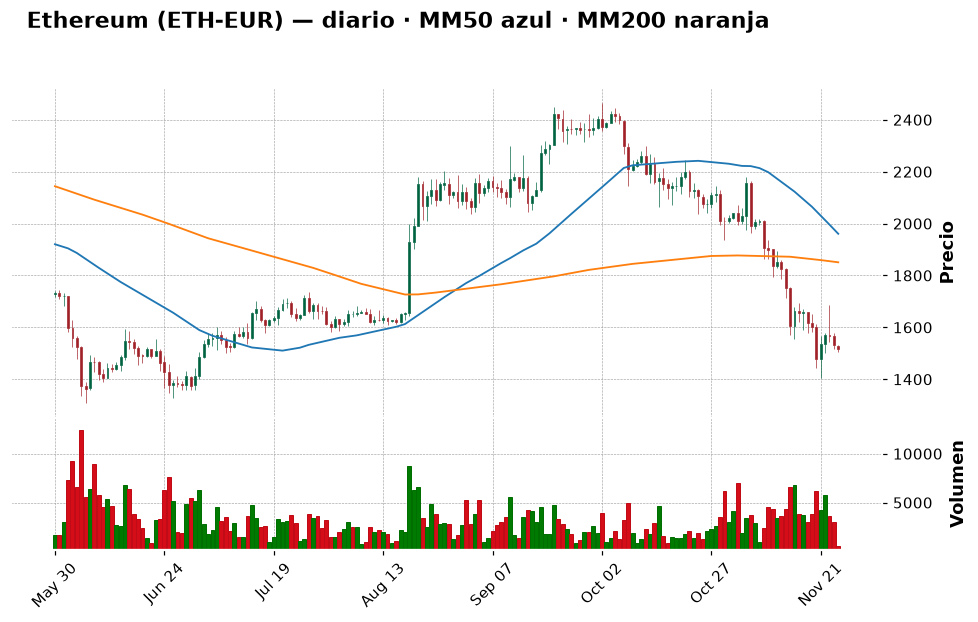 Ethereum (ETH-EUR) — diario · MM50 azul · MM200 naranja
2400
2200
2000
1800
1600
1400
Precio
10000
5000
Volumen
May 30
Jun 24
Jul 19
Aug 13
Sep 07
Oct 02
Oct 27
Nov 21